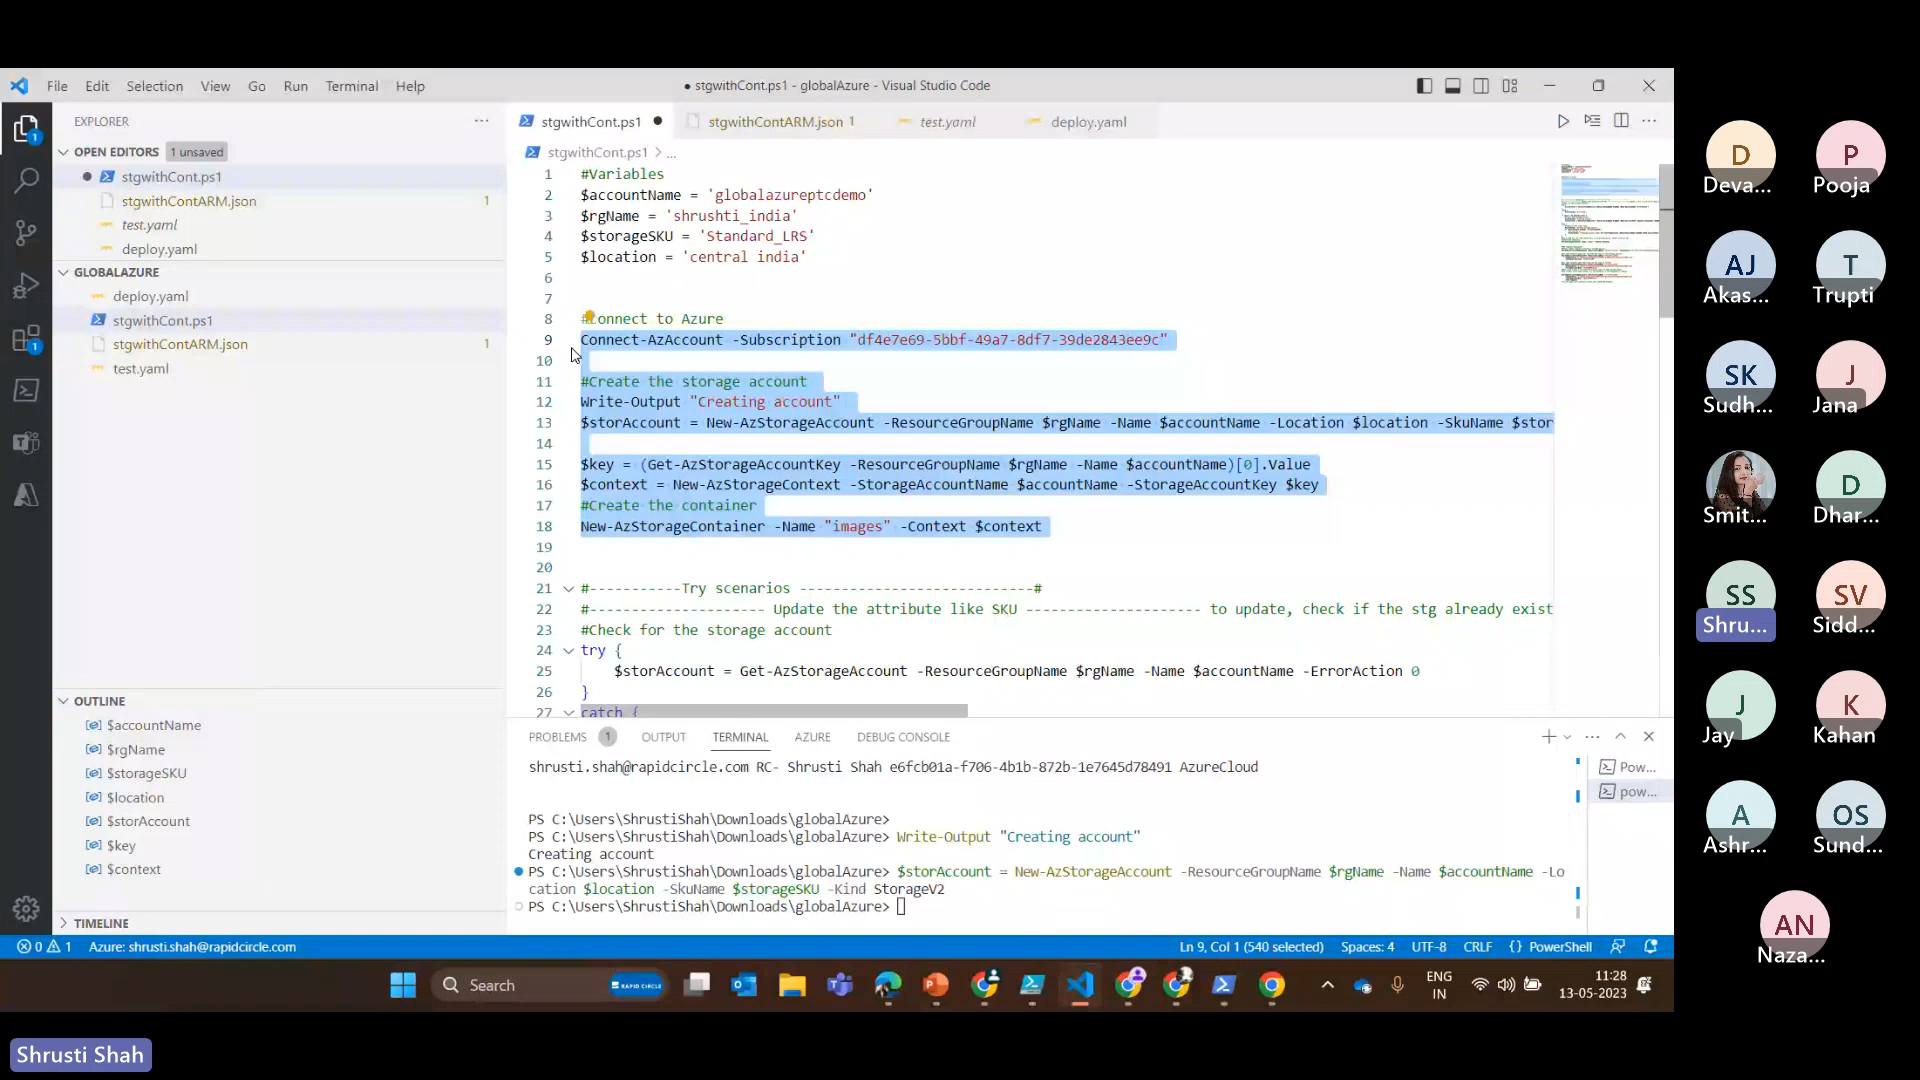 File Edit Selection View Go Run Terminal Help
● stgwithCont.ps1 - globalAzure - Visual Studio Code
EXPLORER
OPEN EDITORS 1 unsaved
stgwithCont.ps1
stgwithContARM.json 1
test.yaml
deploy.yaml
GLOBALAZURE
deploy.yaml
stgwithCont.ps1
stgwithContARM.json 1
test.yaml
OUTLINE
$accountName
$rgName
$storageSKU
$location
$storAccount
$key
$context
TIMELINE
stgwithCont.ps1 ● stgwithContARM.json 1 test.yaml deploy.yaml
stgwithCont.ps1 > ...
1 #Variables
2 $accountName = 'globalazureptcdemo'
3 $rgName = 'shrushti_india'
4 $storageSKU = 'Standard_LRS'
5 $location = 'central india'
6
7
8 #Connect to Azure
9 Connect-AzAccount -Subscription "df4e7e69-5bbf-49a7-8df7-39de2843ee9c"
10
11 #Create the storage account
12 Write-Output "Creating account"
13 $storAccount = New-AzStorageAccount -ResourceGroupName $rgName -Name $accountName -Location $location -SkuName $stor
14
15 $key = (Get-AzStorageAccountKey -ResourceGroupName $rgName -Name $accountName)[0].Value
16 $context = New-AzStorageContext -StorageAccountName $accountName -StorageAccountKey $key
17 #Create the container
18 New-AzStorageContainer -Name "images" -Context $context
19
20
21 #-----------Try scenarios ----------------------------#
22 #--------------------- Update the attribute like SKU --------------------- to update, check if the stg already exist
23 #Check for the storage account
24 try {
25 $storAccount = Get-AzStorageAccount -ResourceGroupName $rgName -Name $accountName -ErrorAction 0
26 }
27 catch {
PROBLEMS 1 OUTPUT TERMINAL AZURE DEBUG CONSOLE
Pow...
pow...
shrusti.shah@rapidcircle.com RC- Shrusti Shah e6fcb01a-f706-4b1b-872b-1e7645d78491 AzureCloud
PS C:\Users\ShrustiShah\Downloads\globalAzure>
PS C:\Users\ShrustiShah\Downloads\globalAzure> Write-Output "Creating account"
Creating account
PS C:\Users\ShrustiShah\Downloads\globalAzure> $storAccount = New-AzStorageAccount -ResourceGroupName $rgName -Name $accountName -Lo
cation $location -SkuName $storageSKU -Kind StorageV2
PS C:\Users\ShrustiShah\Downloads\globalAzure>
0 1 Azure: shrusti.shah@rapidcircle.com
Ln 9, Col 1 (540 selected) Spaces: 4 UTF-8 CRLF {} PowerShell
Search RAPID CIRCLE
ENG
IN
11:28
13-05-2023
Shrusti Shah
D
Deva...
P
Pooja
AJ
Akas...
T
Trupti
SK
Sudh...
J
Jana
Smit...
D
Dhar...
SS
Shru...
SV
Sidd...
J
Jay
K
Kahan
A
Ashr...
OS
Sund...
AN
Naza...